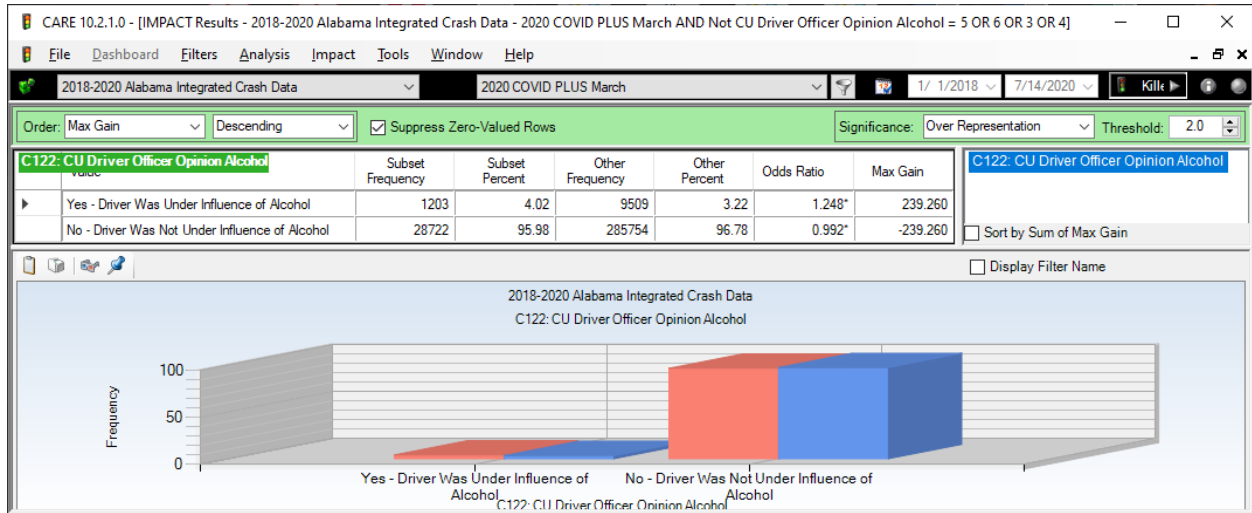 CARE 10.2.1.0 - [IMPACT Results - 2018-2020 Alabama Integrated Crash Data - 2020 COVID PLUS March AND Not CU Driver Officer Opinion Alcohol = 5 OR 6 OR 3 OR 4]
File Dashboard Filters Analysis Impact Tools Window Help
2018-2020 Alabama Integrated Crash Data 2020 COVID PLUS March 1/ 1/2018 7/14/2020 Kille
Order: Max Gain Descending Suppress Zero-Valued Rows Significance: Over Representation Threshold: 2.0
C122: CU Driver Officer Opinion Alcohol Subset Frequency Subset Percent Other Frequency Other Percent Odds Ratio Max Gain
Yes - Driver Was Under Influence of Alcohol 1203 4.02 9509 3.22 1.248* 239.260
No - Driver Was Not Under Influence of Alcohol 28722 95.98 285754 96.78 0.992* -239.260
C122: CU Driver Officer Opinion Alcohol
Sort by Sum of Max Gain
Display Filter Name
2018-2020 Alabama Integrated Crash Data
C122: CU Driver Officer Opinion Alcohol
Frequency
100
50
0
Yes - Driver Was Under Influence of Alcohol
No - Driver Was Not Under Influence of Alcohol
C122: CU Driver Officer Opinion Alcohol